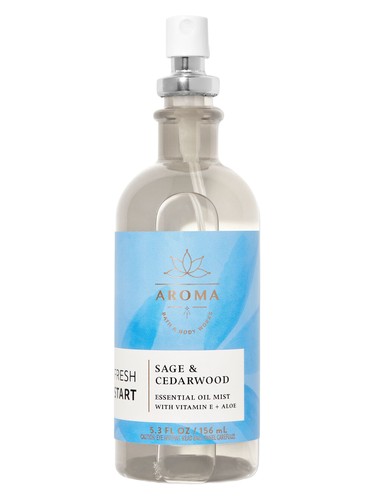 AROMA
BATH & BODY WORKS
FRESH
START
SAGE &
CEDARWOOD
ESSENTIAL OIL MIST
WITH VITAMIN E + ALOE
5.3 FL OZ / 156 mL